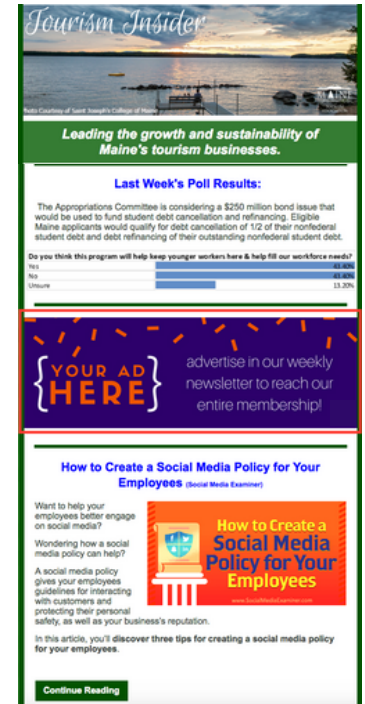 Tourism Insider
Photo Courtesy of Saint Joseph's College of Maine
MAINE
Leading the growth and sustainability of
Maine's tourism businesses.
Last Week's Poll Results:
The Appropriations Committee is considering a $250 million bond issue that
would be used to fund student debt cancellation and refinancing. Eligible
Maine applicants would qualify for debt cancellation of 1/2 of their nonfederal
student debt and debt refinancing of their outstanding nonfederal student debt.
Do you think this program will help keep younger workers here & help fill our workforce needs?
Yes 43.40%
No 43.40%
Unsure 13.20%
{YOUR AD
HERE}
advertise in our weekly
newsletter to reach our
entire membership!
How to Create a Social Media Policy for Your
Employees (Social Media Examiner)
Want to help your
employees better engage
on social media?
Wondering how a social
media policy can help?
A social media policy
gives your employees
guidelines for interacting
with customers and
protecting their personal
safety, as well as your business's reputation.
How to Create a
Social Media
Policy for Your
Employees
www.SocialMediaExaminer.com
In this article, you'll discover three tips for creating a social media policy
for your employees.
Continue Reading